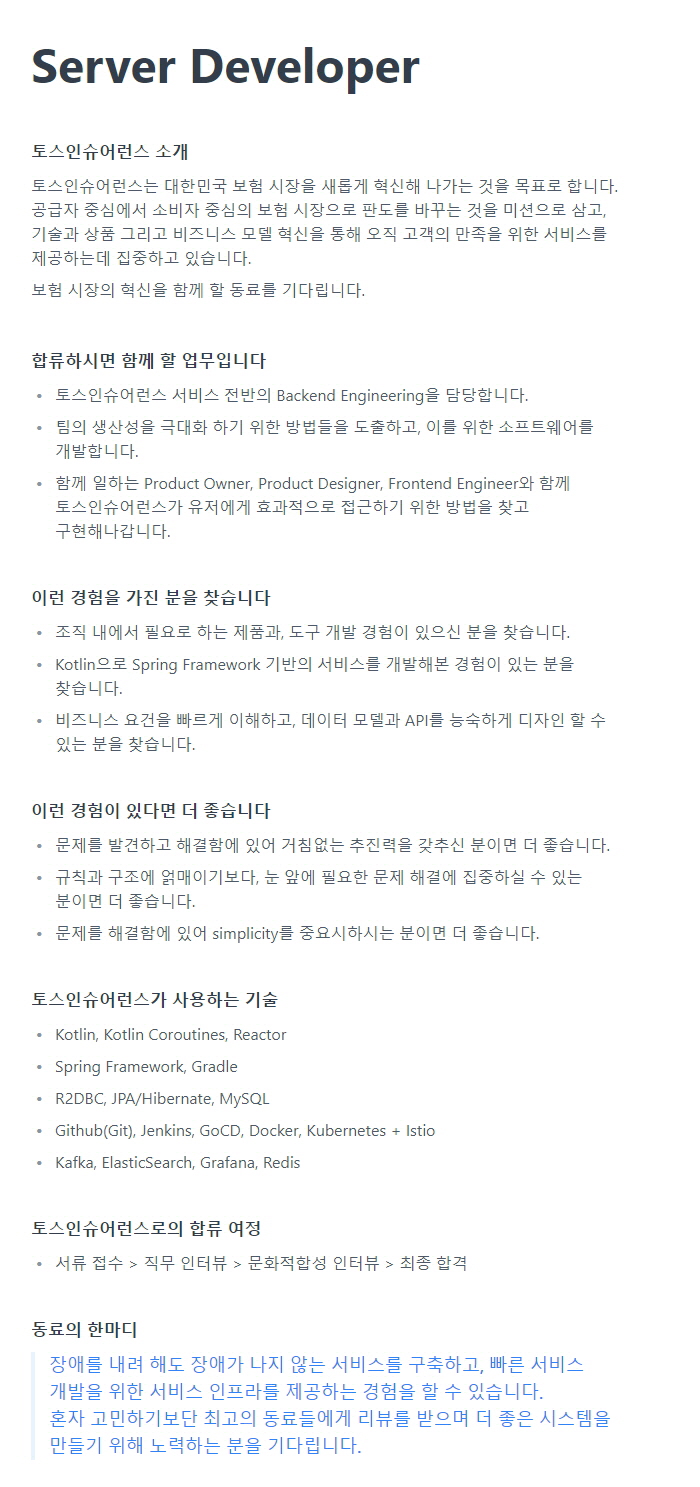 Server Developer
토스인슈어런스 소개
토스인슈어런스는 대한민국 보험 시장을 새롭게 혁신해 나가는 것을 목표로 합니다.
공급자 중심에서 소비자 중심의 보험 시장으로 판도를 바꾸는 것을 미션으로 삼고,
기술과 상품 그리고 비즈니스 모델 혁신을 통해 오직 고객의 만족을 위한 서비스를
제공하는데 집중하고 있습니다.
보험 시장의 혁신을 함께 할 동료를 기다립니다.
합류하시면 함께 할 업무입니다
• 토스인슈어런스 서비스 전반의 Backend Engineering을 담당합니다.
• 팀의 생산성을 극대화 하기 위한 방법들을 도출하고, 이를 위한 소프트웨어를
개발합니다.
• 함께 일하는 Product Owner, Product Designer, Frontend Engineer와 함께
토스인슈어런스가 유저에게 효과적으로 접근하기 위한 방법을 찾고
구현해나갑니다.
이런 경험을 가진 분을 찾습니다
• 조직 내에서 필요로 하는 제품과, 도구 개발 경험이 있으신 분을 찾습니다.
• Kotlin으로 Spring Framework 기반의 서비스를 개발해본 경험이 있는 분을
찾습니다.
• 비즈니스 요건을 빠르게 이해하고, 데이터 모델과 API를 능숙하게 디자인 할 수
있는 분을 찾습니다.
이런 경험이 있다면 더 좋습니다
• 문제를 발견하고 해결함에 있어 거침없는 추진력을 갖추신 분이면 더 좋습니다.
• 규칙과 구조에 얽매이기보다, 눈 앞에 필요한 문제 해결에 집중하실 수 있는
분이면 더 좋습니다.
• 문제를 해결함에 있어 simplicity를 중요시하시는 분이면 더 좋습니다.
토스인슈어런스가 사용하는 기술
• Kotlin, Kotlin Coroutines, Reactor
• Spring Framework, Gradle
• R2DBC, JPA/Hibernate, MySQL
• Github(Git), Jenkins, GoCD, Docker, Kubernetes + Istio
• Kafka, ElasticSearch, Grafana, Redis
토스인슈어런스로의 합류 여정
• 서류 접수 > 직무 인터뷰 > 문화적합성 인터뷰 > 최종 합격
동료의 한마디
장애를 내려 해도 장애가 나지 않는 서비스를 구축하고, 빠른 서비스
개발을 위한 서비스 인프라를 제공하는 경험을 할 수 있습니다.
혼자 고민하기보단 최고의 동료들에게 리뷰를 받으며 더 좋은 시스템을
만들기 위해 노력하는 분을 기다립니다.